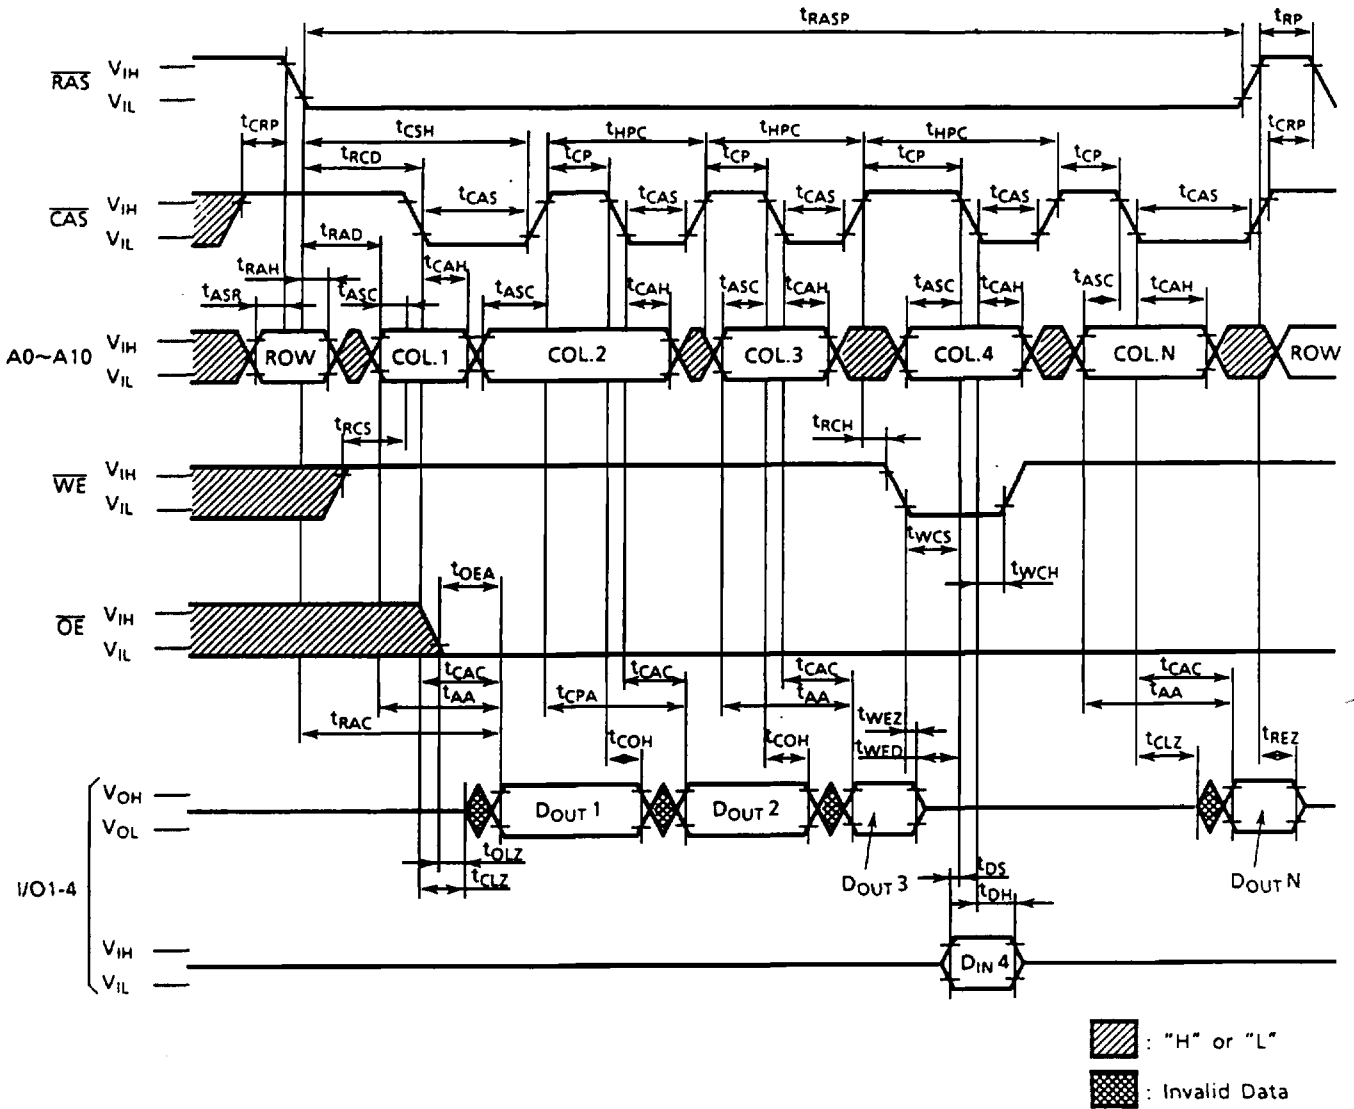 tRASP tRP
RAS VIH
VIL
tCRP tCSH tHPC tHPC tHPC tCRP
tRCD tCP tCP tCP tCP
CAS VIH tCAS tCAS tCAS tCAS tCAS
VIL
tRAD
tRAH tCAH
tASR tASC tASC tCAH tASC tCAH tASC tCAH tASC tCAH
A0~A10 VIH ROW COL.1 COL.2 COL.3 COL.4 COL.N ROW
VIL
tRCS tRCH
WE VIH
VIL
tWCS
tWCH
tOEA
OE VIH
VIL
tCAC tCAC tCAC tCAC
tAA tCPA tAA tAA
tRAC tWEZ
tCOH tCOH tWED tCLZ tREZ
VOH DOUT 1 DOUT 2
VOL
tOLZ
tCLZ
DOUT 3 DOUT N
I/O1-4
tDS
tDH
VIH DIN 4
VIL
: "H" or "L"
: Invalid Data